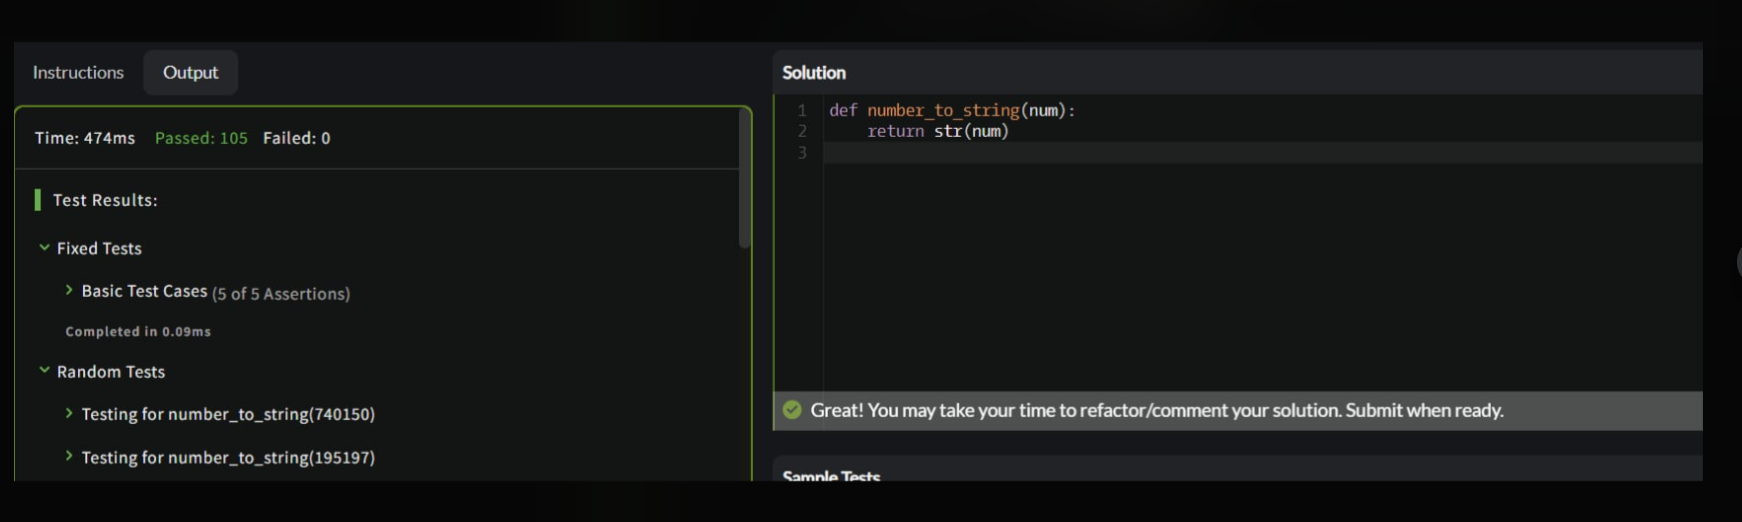 Instructions
Output
Time: 474ms Passed: 105 Failed: 0
Test Results:
Fixed Tests
Basic Test Cases (5 of 5 Assertions)
Completed in 0.09ms
Random Tests
Testing for number_to_string(740150)
Testing for number_to_string(195197)
Solution
1 def number_to_string(num):
2     return str(num)
3
Great! You may take your time to refactor/comment your solution. Submit when ready.
Sample Tests